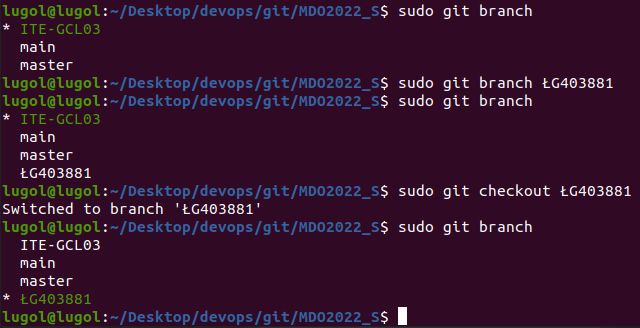 lugol@lugol:~/Desktop/devops/git/MDO2022_S$ sudo git branch
* ITE-GCL03
  main
  master
lugol@lugol:~/Desktop/devops/git/MDO2022_S$ sudo git branch ŁG403881
lugol@lugol:~/Desktop/devops/git/MDO2022_S$ sudo git branch
* ITE-GCL03
  main
  master
  ŁG403881
lugol@lugol:~/Desktop/devops/git/MDO2022_S$ sudo git checkout ŁG403881
Switched to branch 'ŁG403881'
lugol@lugol:~/Desktop/devops/git/MDO2022_S$ sudo git branch
  ITE-GCL03
  main
  master
* ŁG403881
lugol@lugol:~/Desktop/devops/git/MDO2022_S$